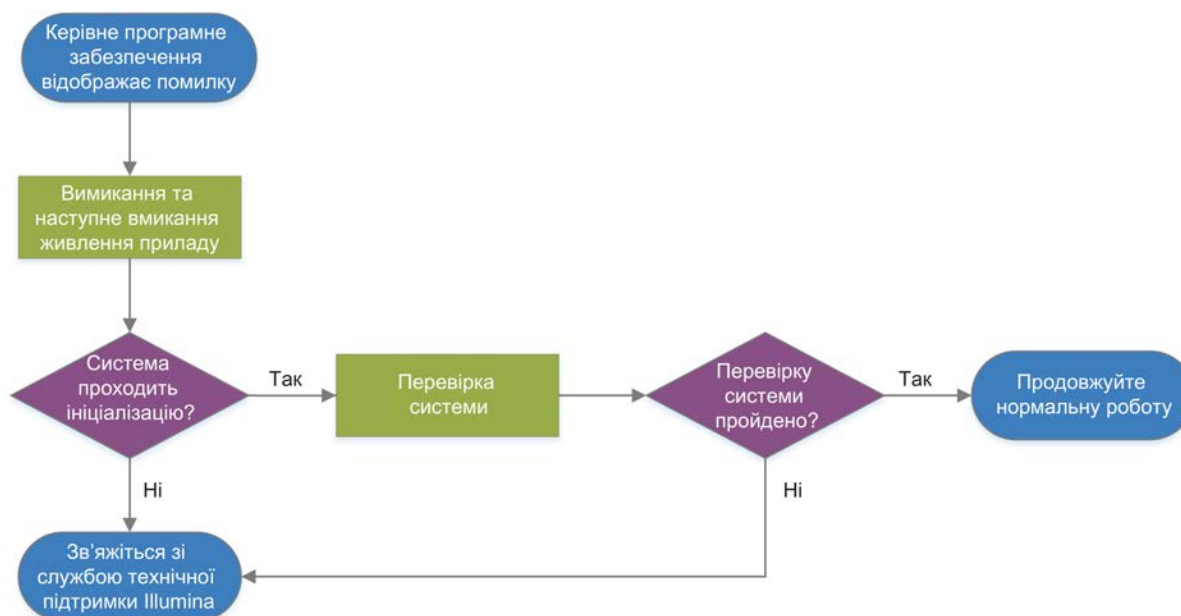 Керівне програмне
забезпечення
відображає помилку
Вимикання та
наступне вмикання
живлення приладу
Система
проходить
ініціалізацію?
Так
Перевірка
системи
Перевірку
системи
пройдено?
Так
Продовжуйте
нормальну роботу
Ні
Ні
Зв’яжіться зі
службою технічної
підтримки Illumina